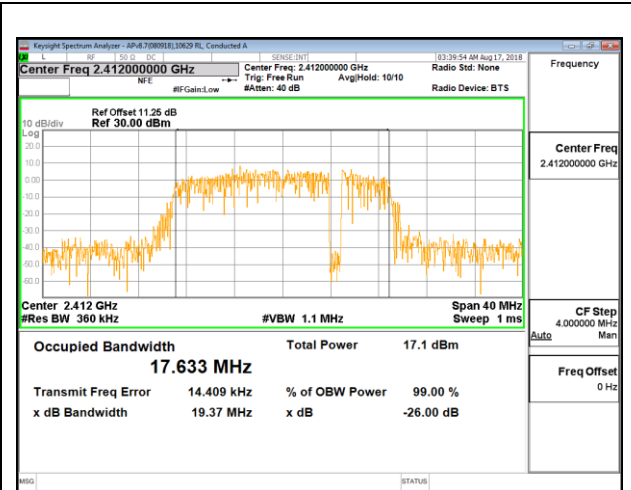 Keysight Spectrum Analyzer - APv8.7(080918),10629 RL, Conducted A
L RF 50 Ω DC SENSE:INT 03:39:54 AM Aug 17, 2018
Center Freq 2.412000000 GHz Center Freq: 2.412000000 GHz Radio Std: None Frequency
NFE Trig: Free Run Avg|Hold: 10/10
#IFGain:Low #Atten: 40 dB Radio Device: BTS
Ref Offset 11.25 dB
10 dB/div Ref 30.00 dBm
Log
20.0
10.0
0.00
-10.0
-20.0
-30.0
-40.0
-50.0
-60.0
Center Freq
2.412000000 GHz
Center 2.412 GHz Span 40 MHz
#Res BW 360 kHz #VBW 1.1 MHz Sweep 1 ms
CF Step
4.000000 MHz
Auto Man
Occupied Bandwidth Total Power 17.1 dBm
17.633 MHz
Freq Offset
0 Hz
Transmit Freq Error 14.409 kHz % of OBW Power 99.00 %
x dB Bandwidth 19.37 MHz x dB -26.00 dB
MSG STATUS